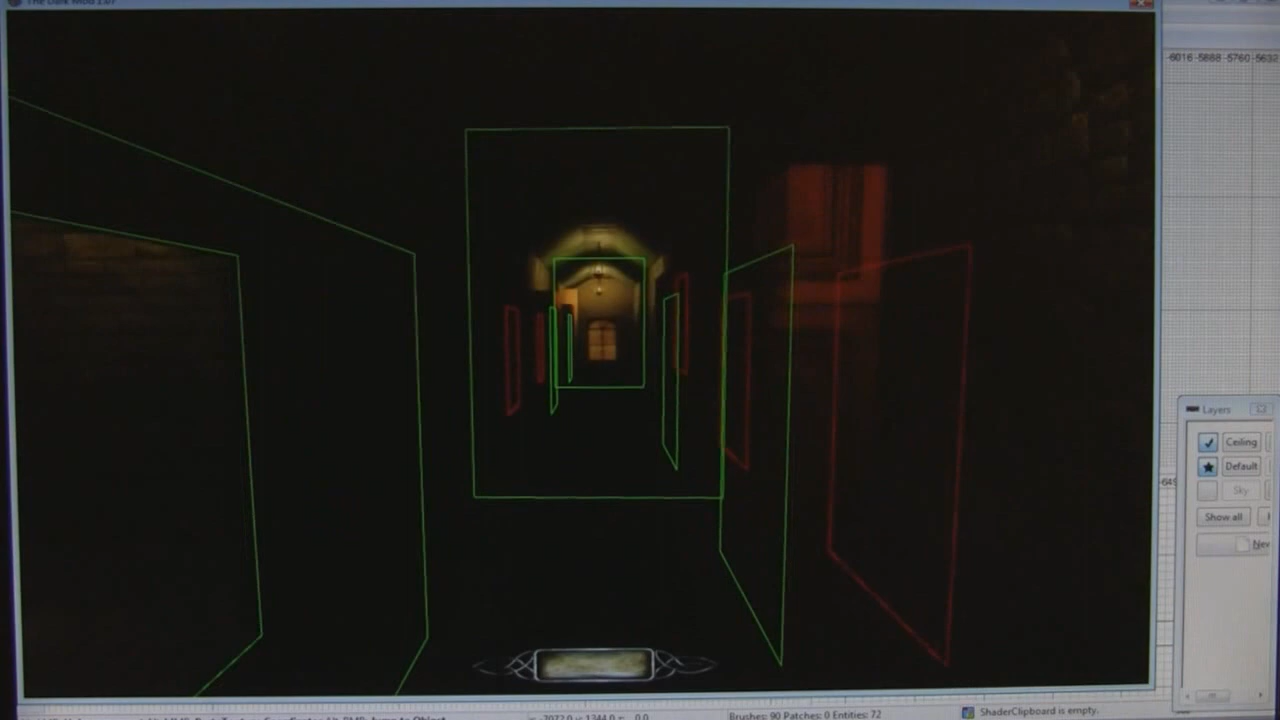 The Dark Mod 1.07
-6016 -5888 -5760 -5632
Layers
Ceiling
Default
Sky
-649
Show all
New
Brushes: 90 Patches: 0 Entities: 72
ShaderClipboard is empty.